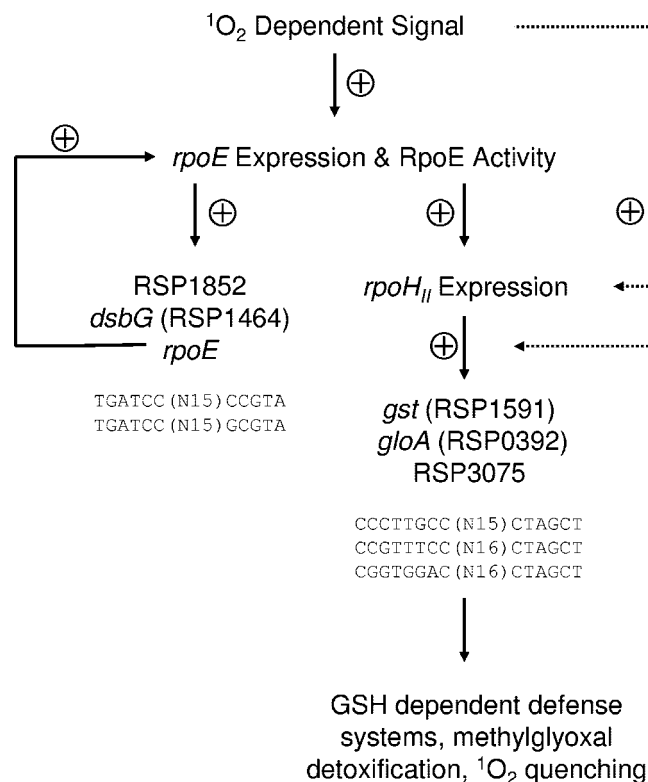 ¹O₂ Dependent Signal
⊕
⊕
rpoE Expression & RpoE Activity
⊕
⊕
⊕
RSP1852
dsbG (RSP1464)
rpoE
rpoH_II Expression
⊕
TGATCC(N15)CCGTA
TGATCC(N15)GCGTA
gst (RSP1591)
gloA (RSP0392)
RSP3075
CCCTTGCC(N15)CTAGCT
CCGTTTCC(N16)CTAGCT
CGGTGGAC(N16)CTAGCT
GSH dependent defense
systems, methylglyoxal
detoxification, ¹O₂ quenching